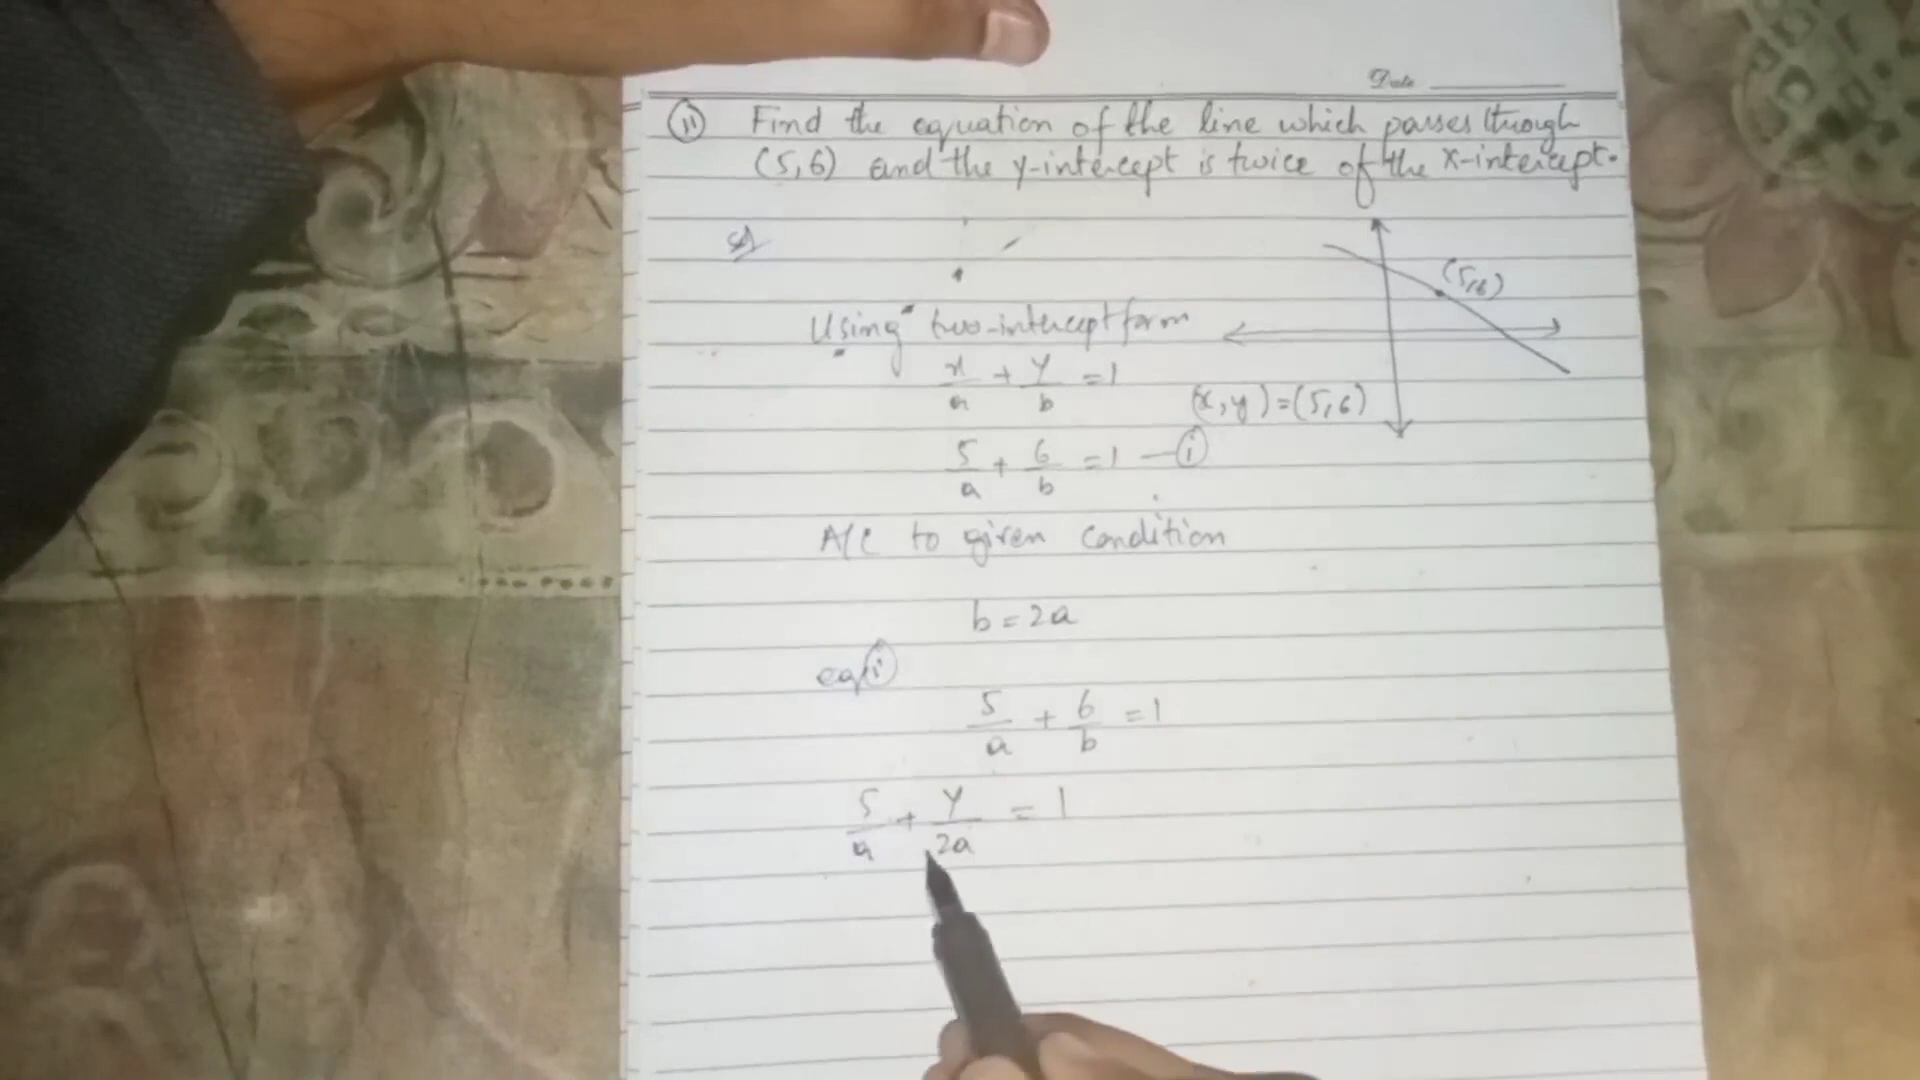 Date
(11) Find the equation of the line which passes through
(5,6) and the y-intercept is twice of the x-intercept.
Sol
(5,6)
Using two-intercept form
x/a + y/b = 1
(x,y)=(5,6)
5/a + 6/b = 1 — (i)
A/C to given condition
b = 2a
eq(i)
5/a + 6/b = 1
5/a + y/2a = 1